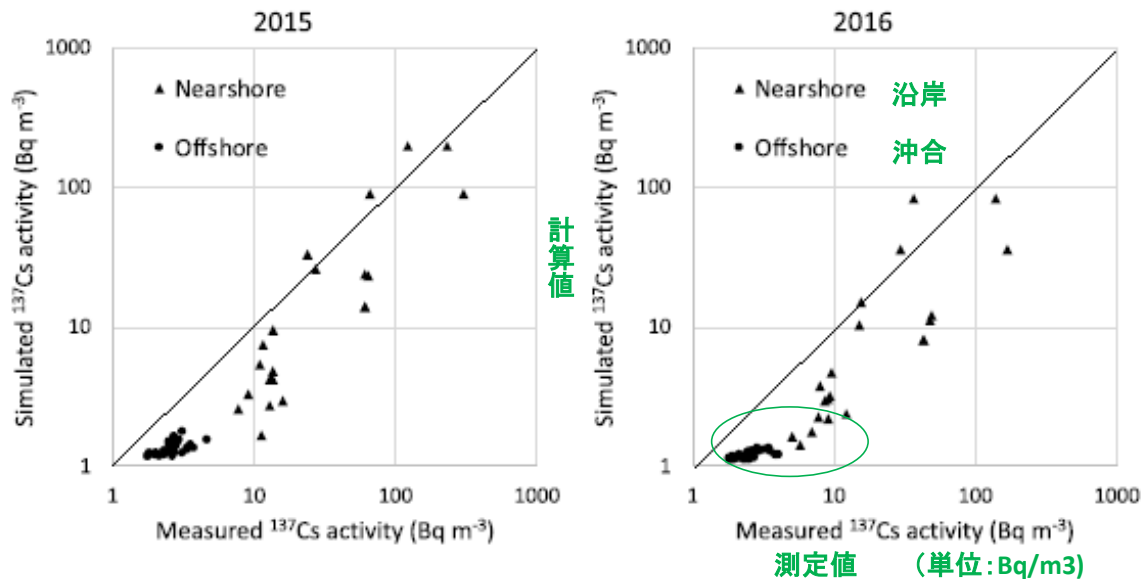 2015
1000
100
10
1
Simulated ¹³⁷Cs activity (Bq m⁻³)
▲ Nearshore
● Offshore
1 10 100 1000
Measured ¹³⁷Cs activity (Bq m⁻³)
計算値
2016
1000
100
10
1
Simulated ¹³⁷Cs activity (Bq m⁻³)
▲ Nearshore 沿岸
● Offshore 沖合
1 10 100 1000
Measured ¹³⁷Cs activity (Bq m⁻³)
測定値 (単位:Bq/m3)